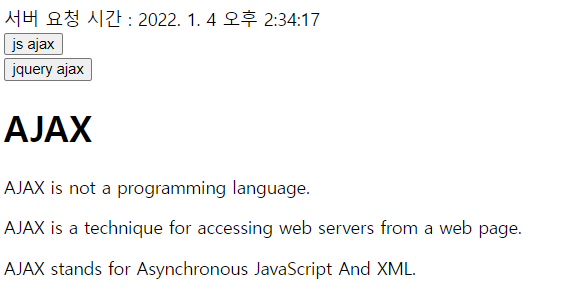 서버 요청 시간 : 2022. 1. 4 오후 2:34:17
js ajax
jquery ajax
AJAX
AJAX is not a programming language.
AJAX is a technique for accessing web servers from a web page.
AJAX stands for Asynchronous JavaScript And XML.